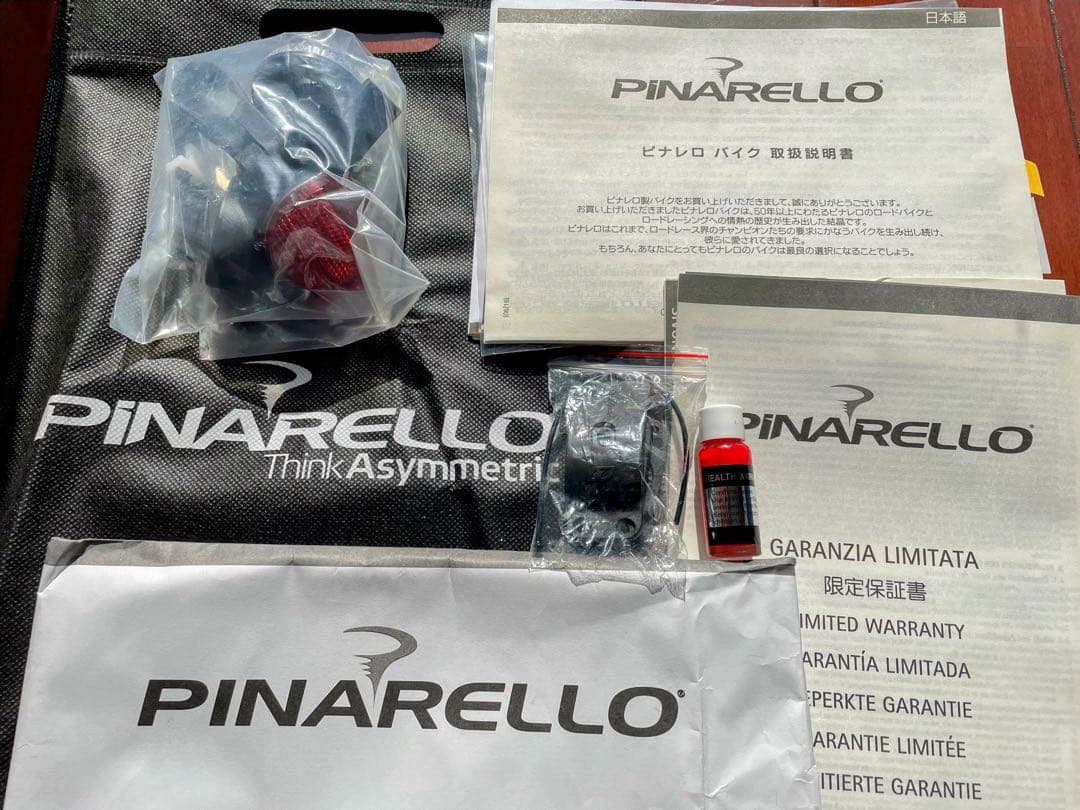 日本語
PiNARELLO
ピナレロ バイク 取扱説明書
ピナレロ製バイクをお買い上げいただきまして、誠にありがとうございます。
お買い上げいただきましたピナレロバイクは、50年以上にわたるピナレロのロードバイクと
ロードレーシングへの情熱の歴史が生み出した結晶です。
ピナレロはこれまで、ロードレース界のチャンピオンたちの要求にかなうバイクを生み出し続け、
彼らに愛されてきました。
もちろん、あなたにとってもピナレロのバイクは最良の選択になることでしょう。
PiNARELLO
ThinkAsymmetric
PiNARELLO
GARANZIA LIMITATA
限定保証書
IMITED WARRANTY
ARANTÍA LIMITADA
EPERKTE GARANTIE
ARANTIE LIMITÉE
ITIERTE GARANTIE
HEALTH
PINARELLO